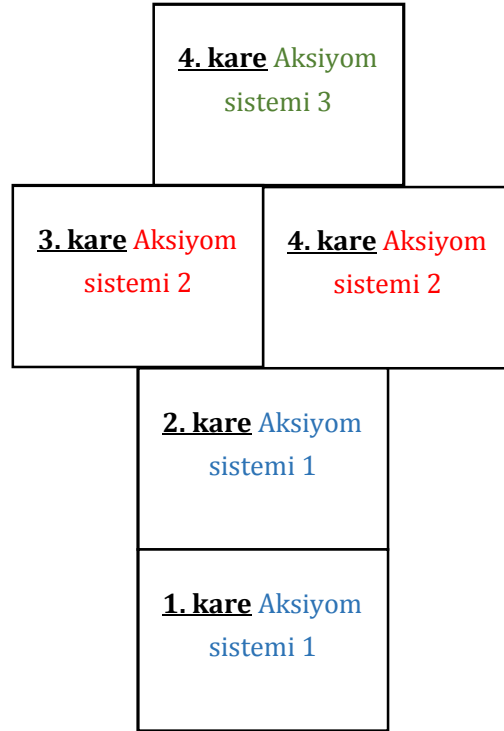 4. kare Aksiyom
sistemi 3
3. kare Aksiyom
sistemi 2
4. kare Aksiyom
sistemi 2
2. kare Aksiyom
sistemi 1
1. kare Aksiyom
sistemi 1